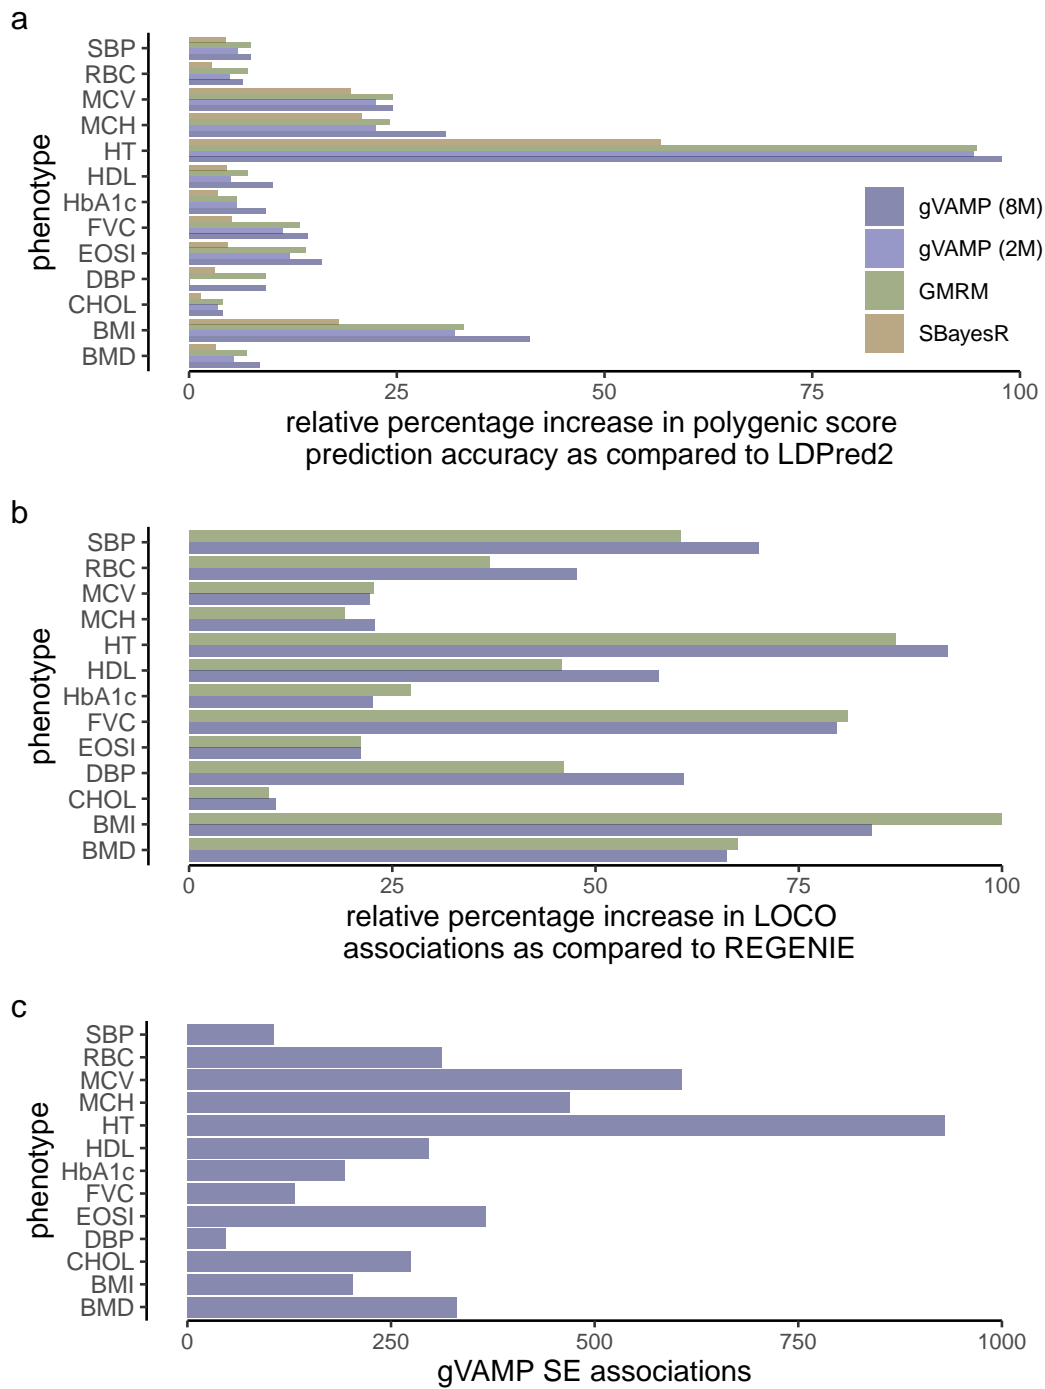 a
phenotype
SBP
RBC
MCV
MCH
HT
HDL
HbA1c
FVC
EOSI
DBP
CHOL
BMI
BMD
gVAMP (8M)
gVAMP (2M)
GMRM
SBayesR
0 25 50 75 100
relative percentage increase in polygenic score
prediction accuracy as compared to LDPred2
b
phenotype
SBP
RBC
MCV
MCH
HT
HDL
HbA1c
FVC
EOSI
DBP
CHOL
BMI
BMD
0 25 50 75 100
relative percentage increase in LOCO
associations as compared to REGENIE
c
phenotype
SBP
RBC
MCV
MCH
HT
HDL
HbA1c
FVC
EOSI
DBP
CHOL
BMI
BMD
0 250 500 750 1000
gVAMP SE associations